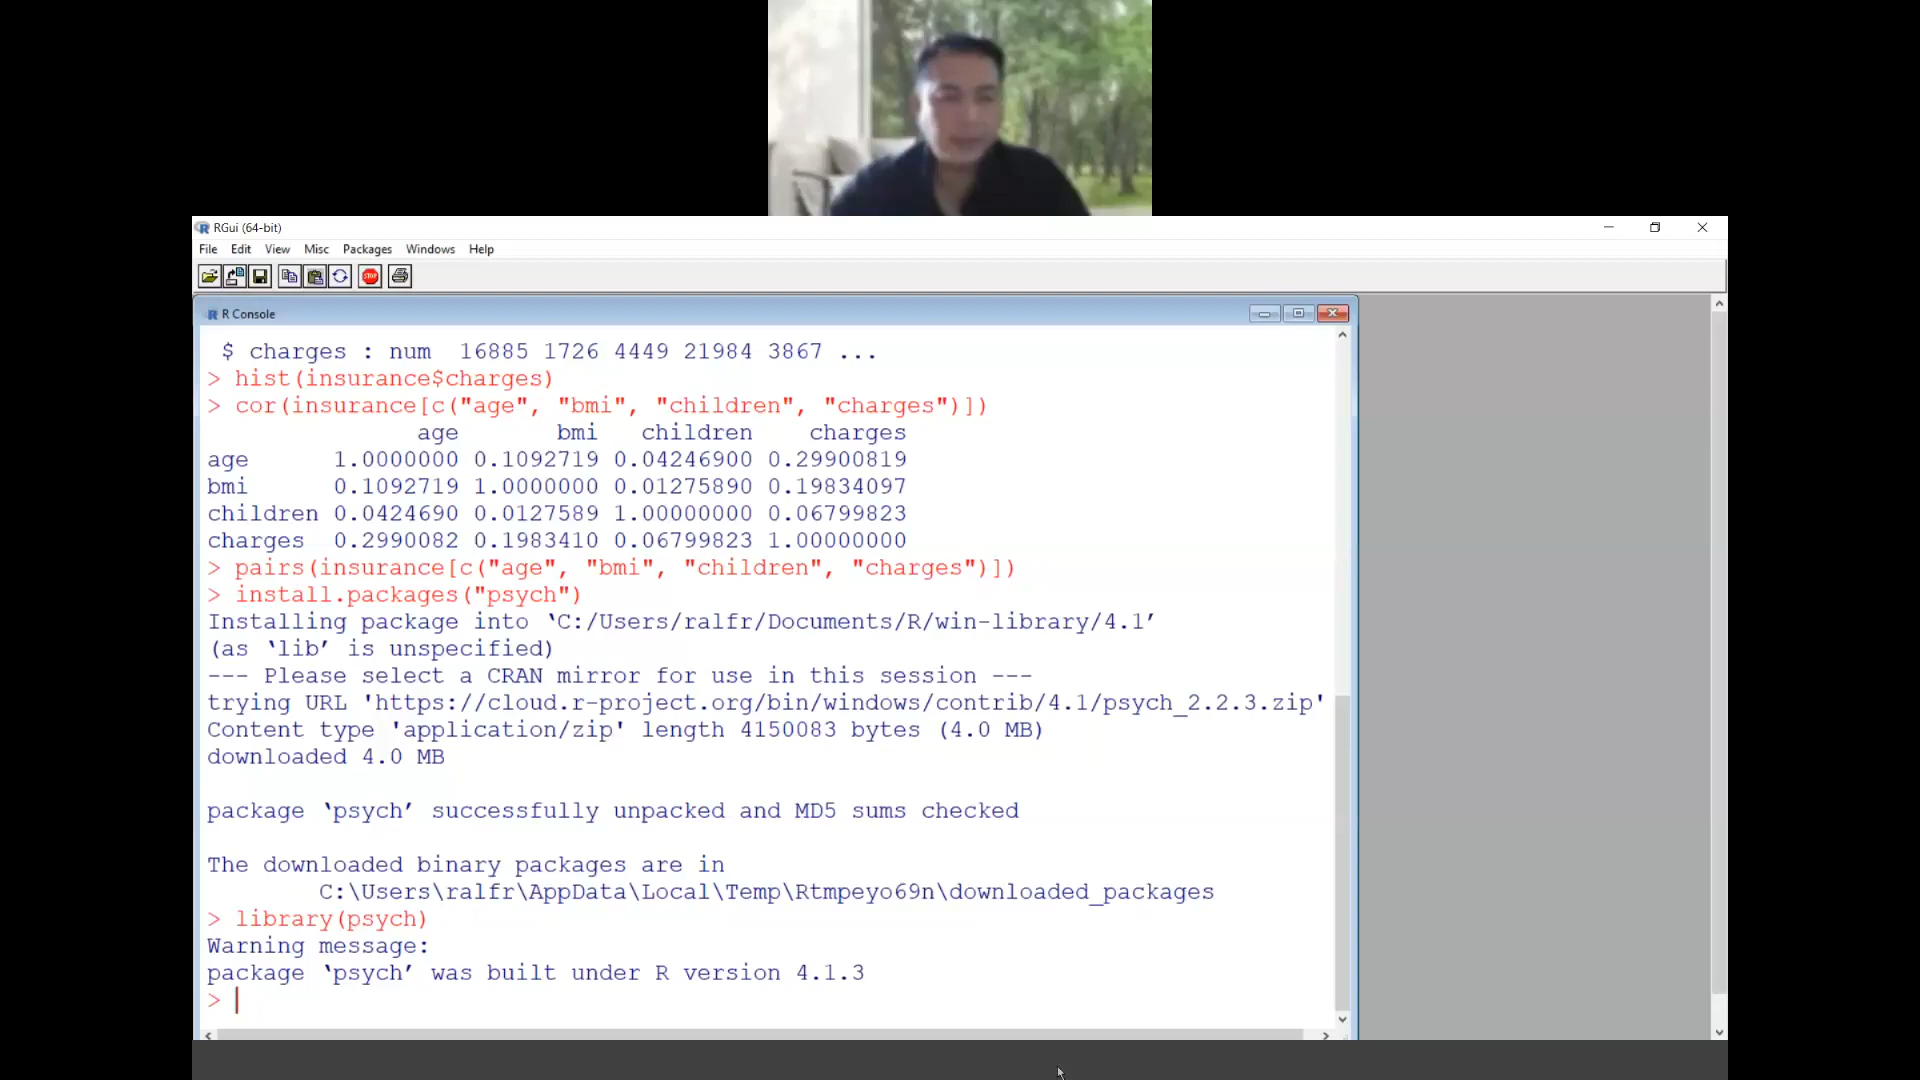 RGui (64-bit)
File Edit View Misc Packages Windows Help
STOP
R Console
$ charges : num  16885 1726 4449 21984 3867 ...
> hist(insurance$charges)
> cor(insurance[c("age", "bmi", "children", "charges")])
age bmi children charges
age 1.0000000 0.1092719 0.04246900 0.29900819
bmi 0.1092719 1.0000000 0.01275890 0.19834097
children 0.0424690 0.0127589 1.00000000 0.06799823
charges 0.2990082 0.1983410 0.06799823 1.00000000
> pairs(insurance[c("age", "bmi", "children", "charges")])
> install.packages("psych")
Installing package into ‘C:/Users/ralfr/Documents/R/win-library/4.1’
(as ‘lib’ is unspecified)
--- Please select a CRAN mirror for use in this session ---
trying URL 'https://cloud.r-project.org/bin/windows/contrib/4.1/psych_2.2.3.zip'
Content type 'application/zip' length 4150083 bytes (4.0 MB)
downloaded 4.0 MB
package ‘psych’ successfully unpacked and MD5 sums checked
The downloaded binary packages are in
C:\Users\ralfr\AppData\Local\Temp\Rtmpeyo69n\downloaded_packages
> library(psych)
Warning message:
package ‘psych’ was built under R version 4.1.3
>